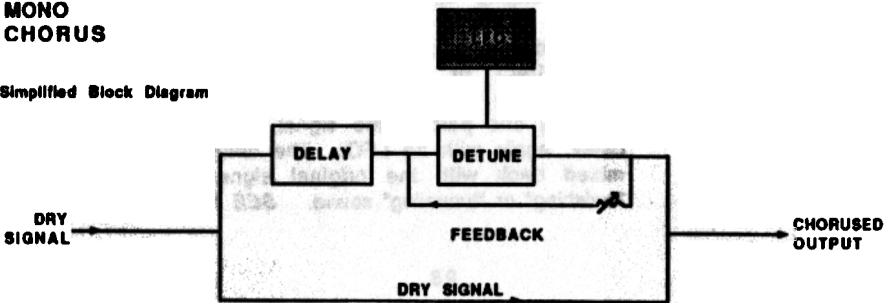 MONO
CHORUS
Simplified Block Diagram
DELAY
DETUNE
DRY
SIGNAL
FEEDBACK
CHORUSED
OUTPUT
DRY SIGNAL